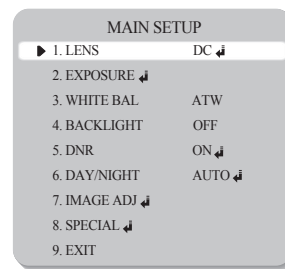 MAIN SETUP
1. LENS DC ↲
2. EXPOSURE ↲
3. WHITE BAL ATW
4. BACKLIGHT OFF
5. DNR ON ↲
6. DAY/NIGHT AUTO ↲
7. IMAGE ADJ ↲
8. SPECIAL ↲
9. EXIT